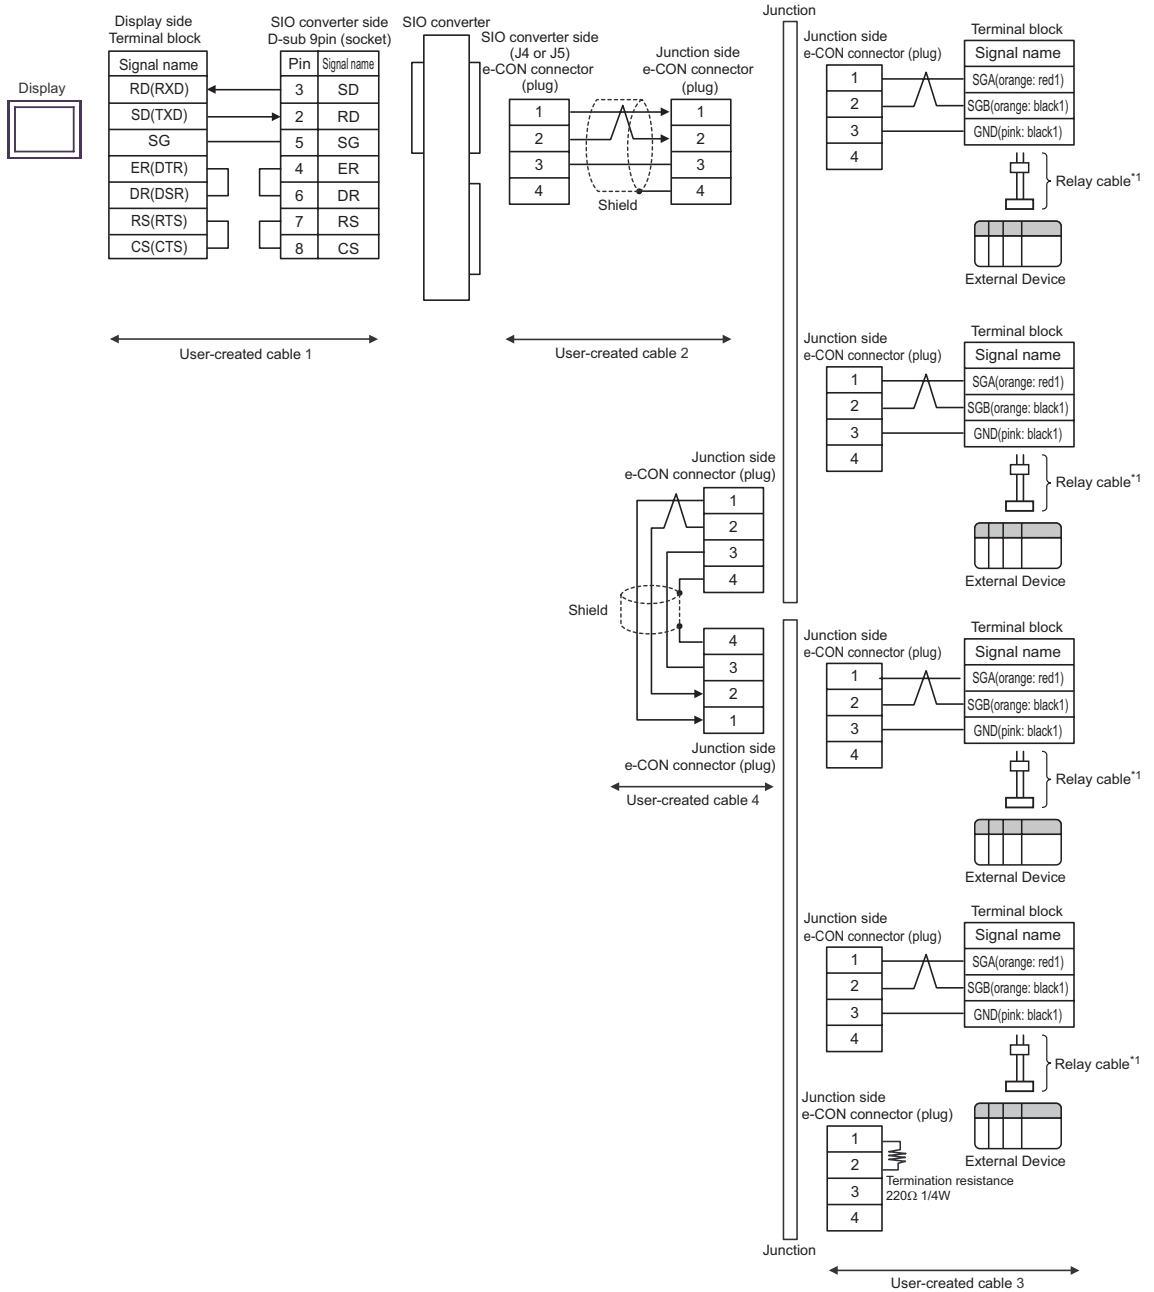 Display
Display side
Terminal block
Signal name
RD(RXD)
SD(TXD)
SG
ER(DTR)
DR(DSR)
RS(RTS)
CS(CTS)
SIO converter side
D-sub 9pin (socket)
Pin Signal name
3 SD
2 RD
5 SG
4 ER
6 DR
7 RS
8 CS
User-created cable 1
SIO converter
SIO converter side
(J4 or J5)
e-CON connector
(plug)
1
2
3
4
Shield
Junction side
e-CON connector
(plug)
1
2
3
4
User-created cable 2
Junction side
e-CON connector (plug)
1
2
3
4
Shield
4
3
2
1
Junction side
e-CON connector (plug)
User-created cable 4
Junction
Junction side
e-CON connector (plug)
1
2
3
4
Terminal block
Signal name
SGA(orange: red1)
SGB(orange: black1)
GND(pink: black1)
Relay cable*1
External Device
Junction side
e-CON connector (plug)
1
2
3
4
Terminal block
Signal name
SGA(orange: red1)
SGB(orange: black1)
GND(pink: black1)
Relay cable*1
External Device
Junction side
e-CON connector (plug)
1
2
3
4
Terminal block
Signal name
SGA(orange: red1)
SGB(orange: black1)
GND(pink: black1)
Relay cable*1
External Device
Junction side
e-CON connector (plug)
1
2
3
4
Terminal block
Signal name
SGA(orange: red1)
SGB(orange: black1)
GND(pink: black1)
Relay cable*1
External Device
Junction side
e-CON connector (plug)
1
2
3
4
Termination resistance
220Ω 1/4W
Junction
User-created cable 3